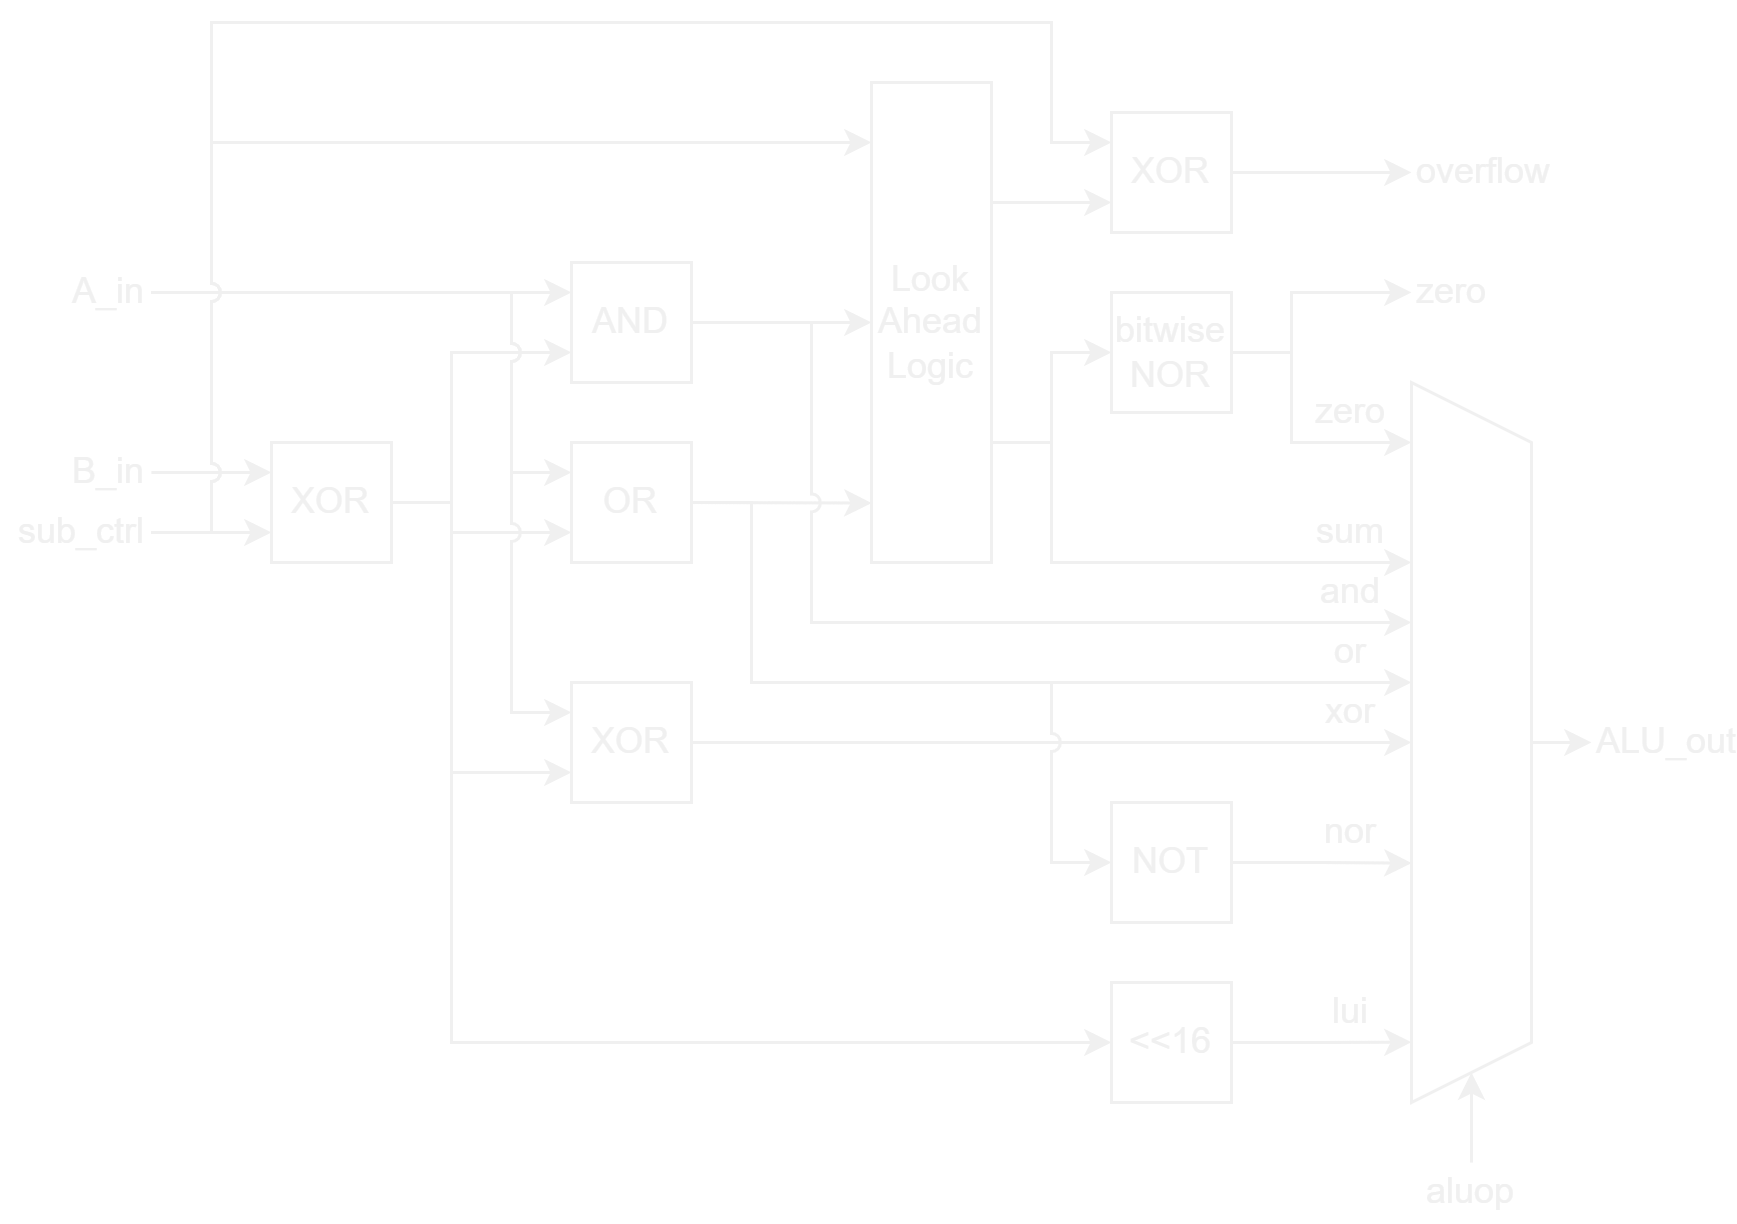 XOR
overflow
A_in
AND
Look
Ahead
Logic
zero
bitwise
NOR
zero
B_in
XOR
OR
sub_ctrl
sum
and
or
xor
XOR
ALU_out
NOT
nor
<<16
lui
aluop